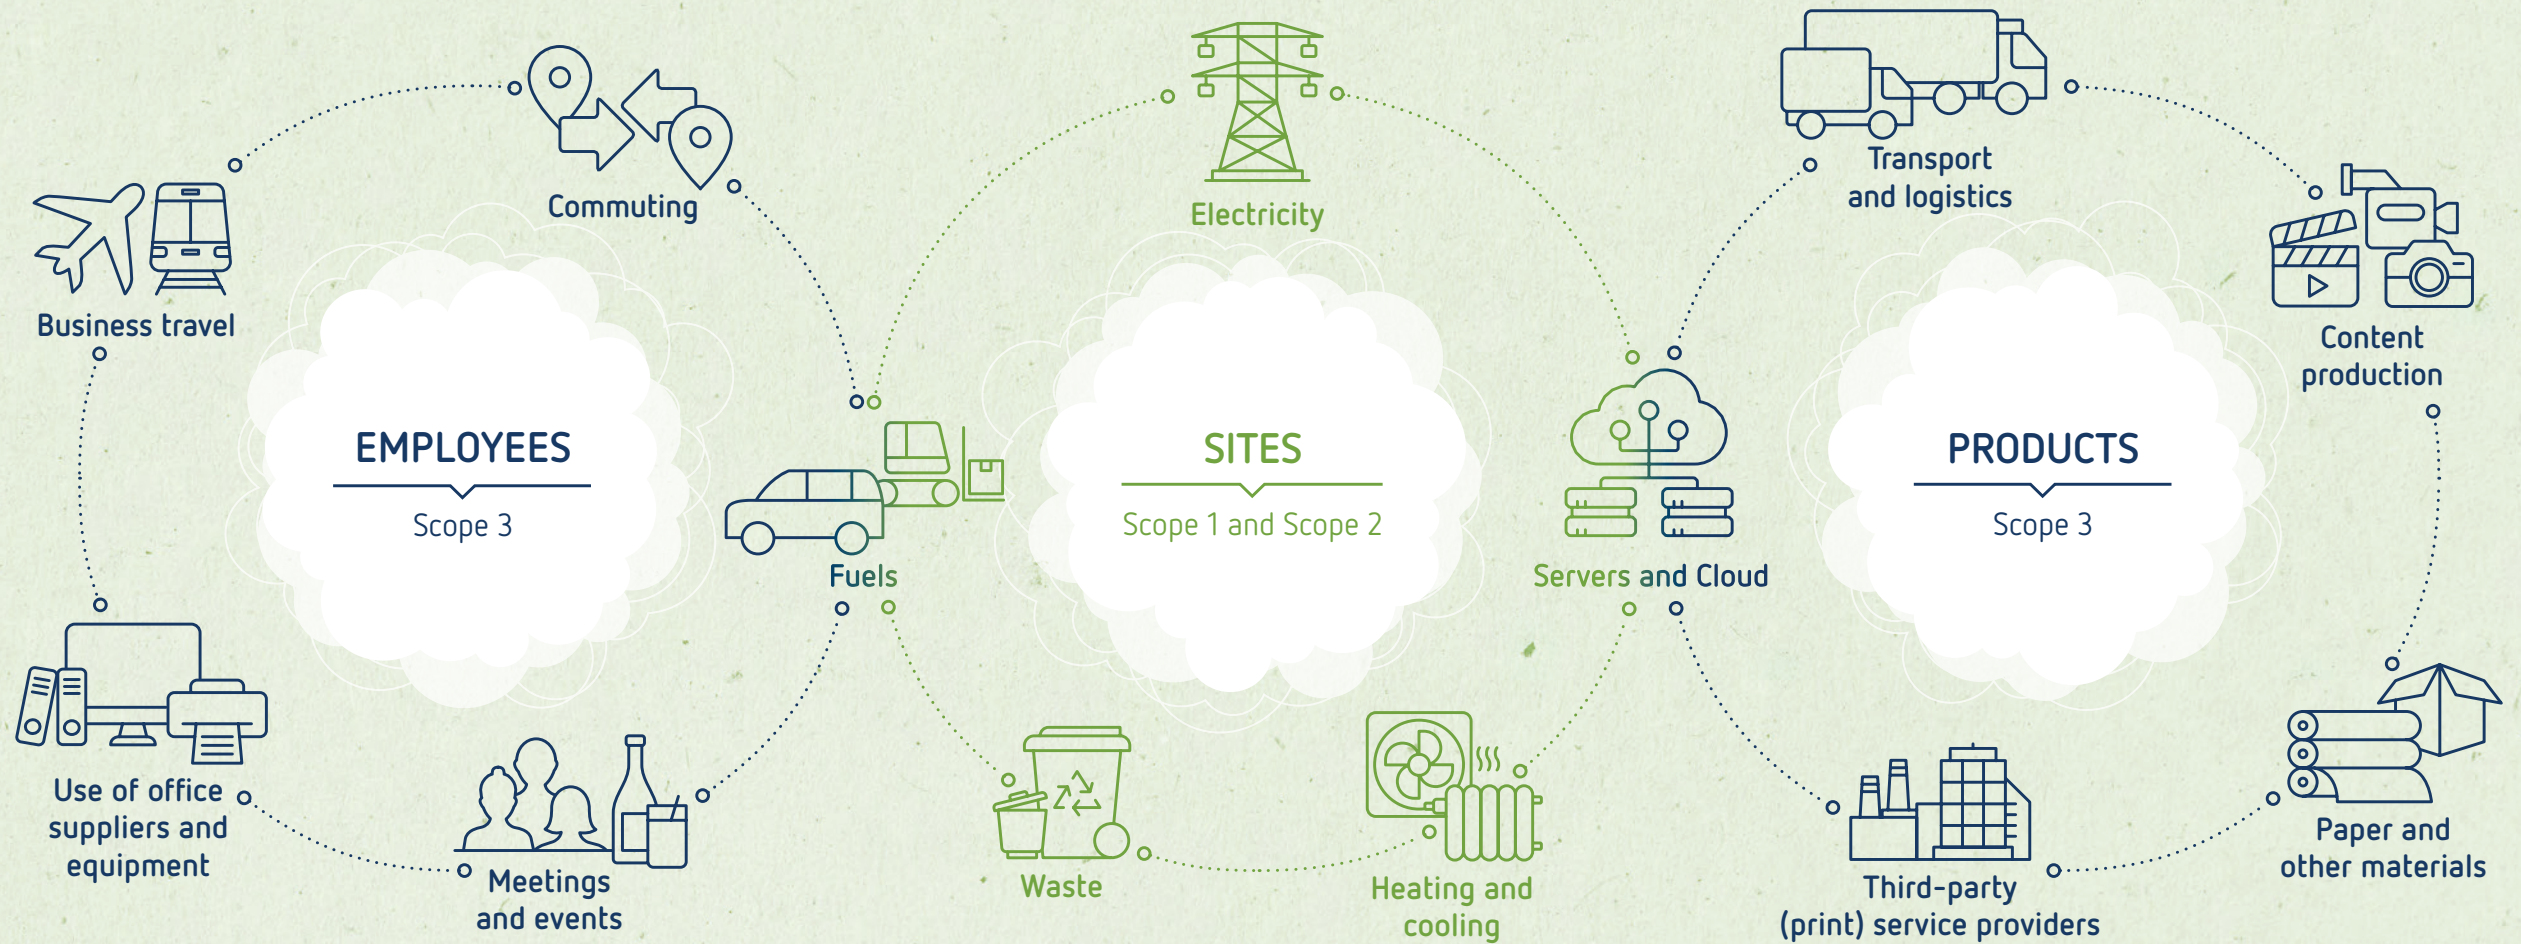 Commuting
Business travel
EMPLOYEES
Scope 3
Fuels
Use of office
suppliers and
equipment
Meetings
and events
Electricity
SITES
Scope 1 and Scope 2
Servers and Cloud
Waste
Heating and
cooling
Transport
and logistics
Content
production
PRODUCTS
Scope 3
Paper and
other materials
Third-party
(print) service providers